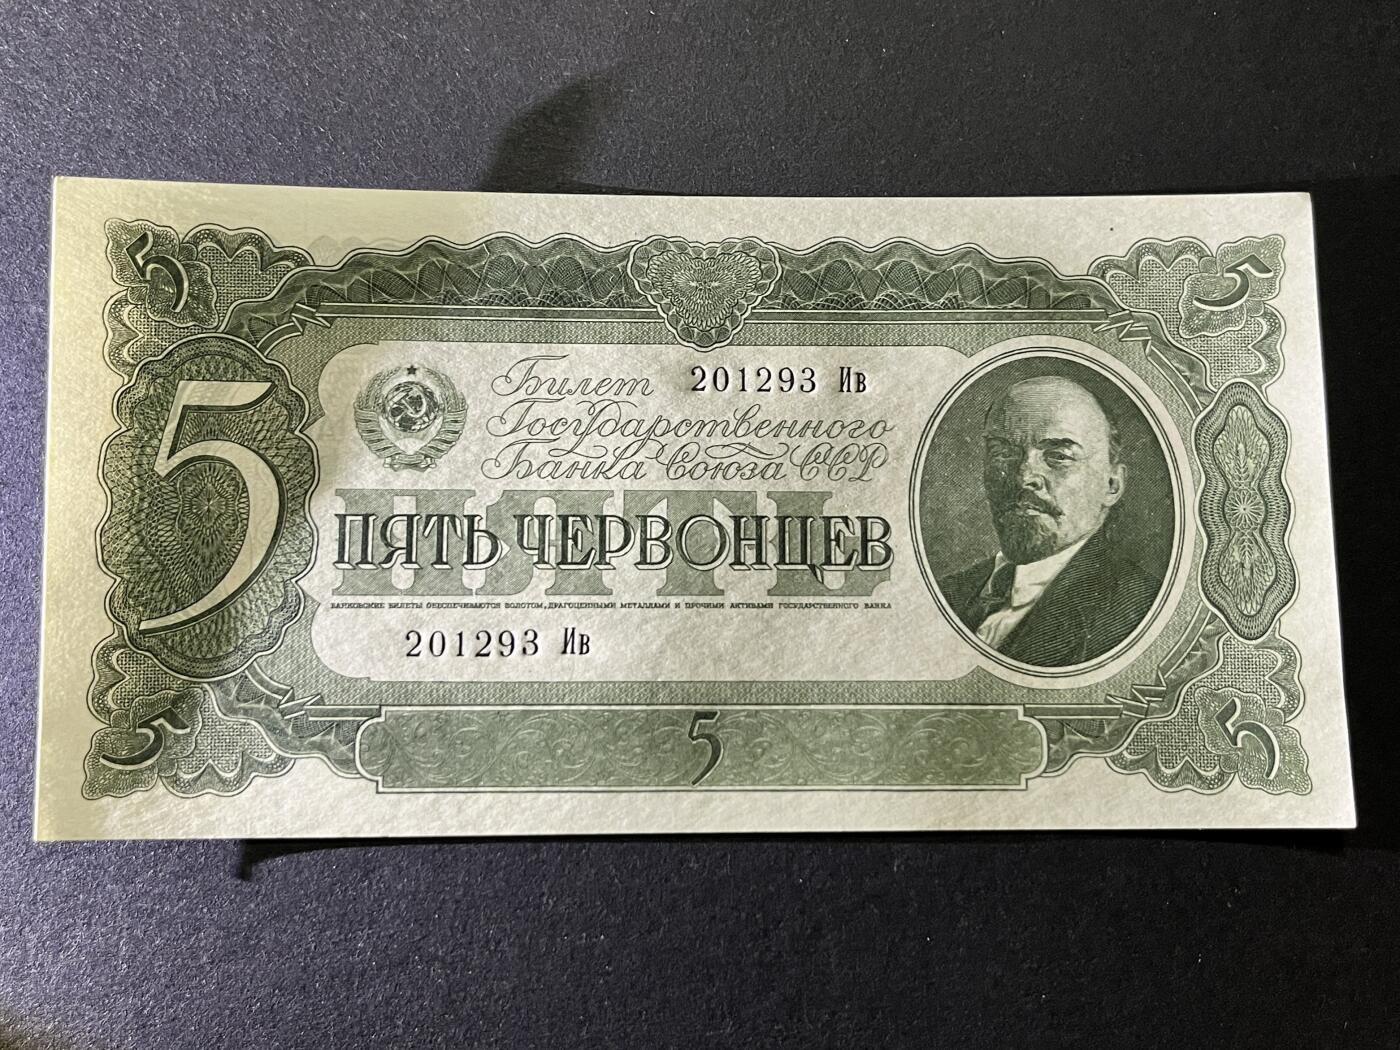 5
5
5
Билет 201293 Ив
Государственного
Банка Союза ССР
ПЯТЬ
ПЯТЬ ЧЕРВОНЦЕВ
БАНКОВСКИЕ БИЛЕТЫ ОБЕСПЕЧИВАЮТСЯ ЗОЛОТОМ, ДРАГОЦЕННЫМИ МЕТАЛЛАМИ И ПРОЧИМИ АКТИВАМИ ГОСУДАРСТВЕННОГО БАНКА
201293 Ив
5
5
5